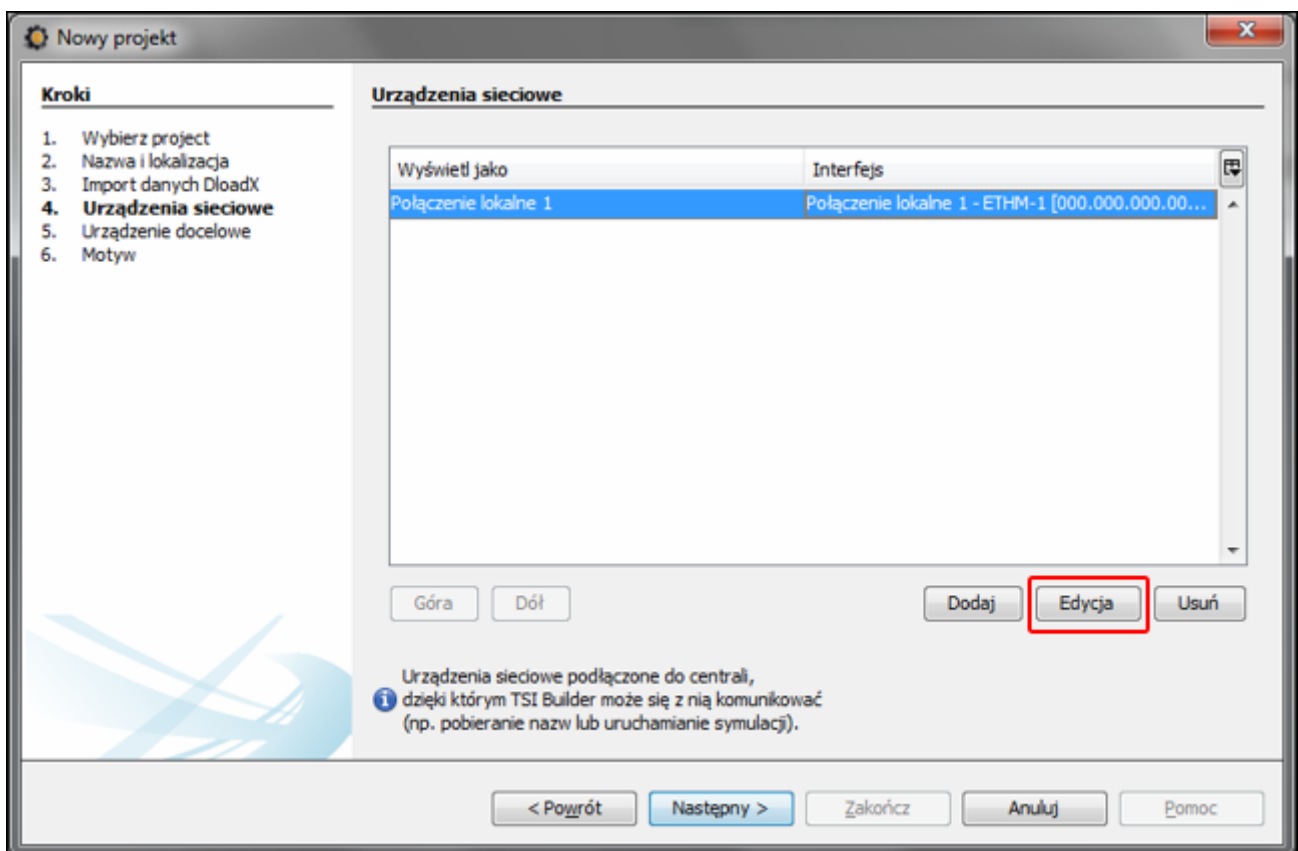 Nowy projekt
Kroki
1. Wybierz project
2. Nazwa i lokalizacja
3. Import danych DloadX
4. Urządzenia sieciowe
5. Urządzenie docelowe
6. Motyw
Urządzenia sieciowe
Wyświetl jako Interfejs
Połączenie lokalne 1 Połączenie lokalne 1 - ETHM-1 [000.000.000.00...
Góra Dół Dodaj Edycja Usuń
Urządzenia sieciowe podłączone do centrali,
dzięki którym TSI Builder może się z nią komunikować
(np. pobieranie nazw lub uruchamianie symulacji).
< Powrót Następny > Zakończ Anuluj Pomoc